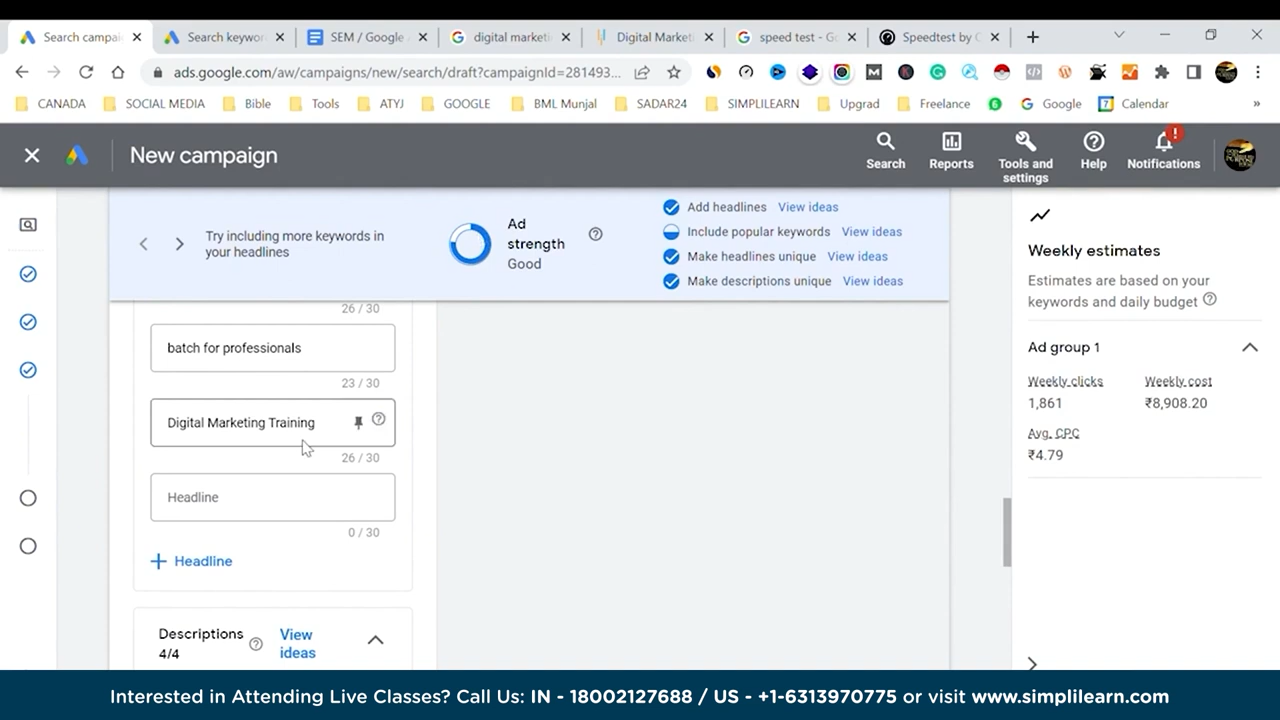 Search campai
Search keywor
SEM / Google
digital marketi
Digital Marketi
speed test - Go
Speedtest by O
ads.google.com/aw/campaigns/new/search/draft?campaignId=281493...
CANADA
SOCIAL MEDIA
Bible
Tools
ATYJ
GOOGLE
BML Munjal
SADAR24
SIMPLILEARN
Upgrad
Freelance
Google
Calendar
»
New campaign
Search
Reports
Tools and
settings
Help
Notifications
Try including more keywords in
your headlines
Ad
strength
Good
Add headlines View ideas
Include popular keywords View ideas
Make headlines unique View ideas
Make descriptions unique View ideas
26 / 30
batch for professionals
23 / 30
Digital Marketing Training
26 / 30
Headline
0 / 30
+ Headline
Descriptions
4/4
View
ideas
Weekly estimates
Estimates are based on your
keywords and daily budget
Ad group 1
Weekly clicks
1,861
Weekly cost
₹8,908.20
Avg. CPC
₹4.79
Interested in Attending Live Classes? Call Us: IN - 18002127688 / US - +1-6313970775 or visit www.simplilearn.com